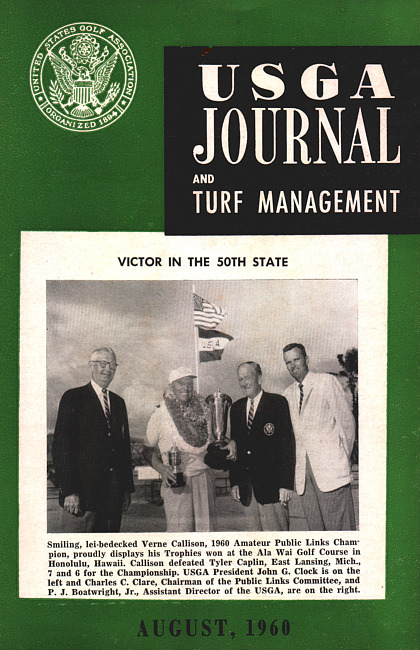 UNITED STATES GOLF ASSOCIATION
ORGANIZED 1894
USGA
JOURNAL
AND
TURF MANAGEMENT
VICTOR IN THE 50TH STATE
USGA
Smiling, lei-bedecked Verne Callison, 1960 Amateur Public Links Cham-
pion, proudly displays his Trophies won at the Ala Wai Golf Course in
Honolulu, Hawaii. Callison defeated Tyler Caplin, East Lansing, Mich.,
7 and 6 for the Championship. USGA President John G. Clock is on the
left and Charles C. Clare, Chairman of the Public Links Committee, and
P. J. Boatwright, Jr., Assistant Director of the USGA, are on the right.
AUGUST, 1960